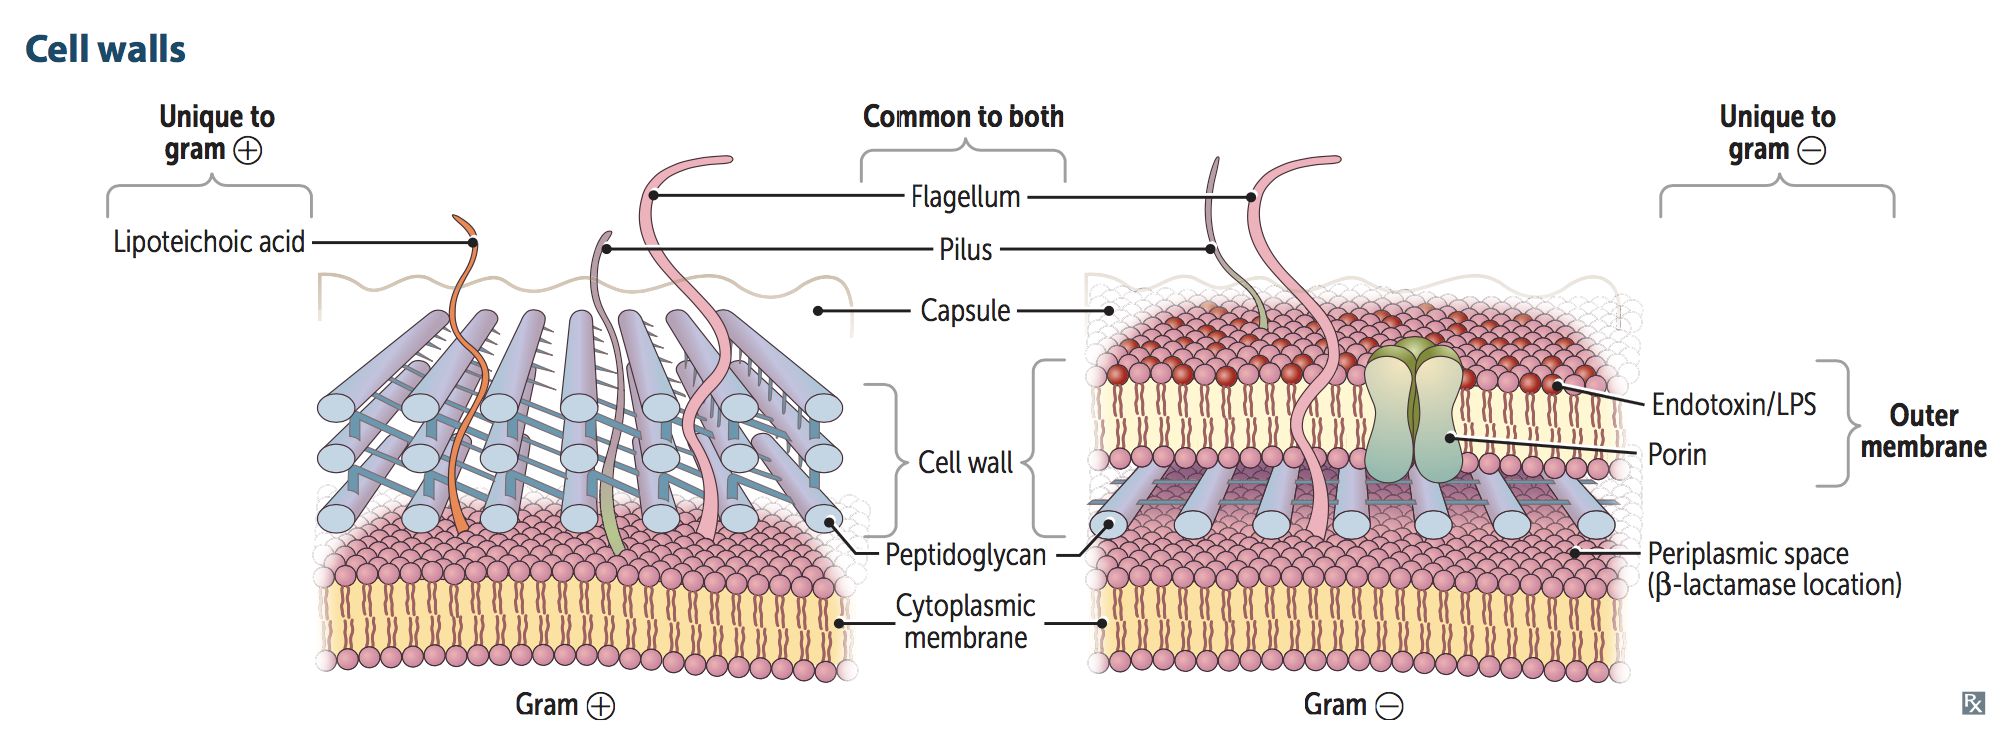 Cell walls
Unique to
gram ⊕
Common to both
Unique to
gram ⊖
Lipoteichoic acid
Flagellum
Pilus
Capsule
Cell wall
Peptidoglycan
Cytoplasmic
membrane
Endotoxin/LPS
Porin
Outer
membrane
Periplasmic space
(β-lactamase location)
Gram ⊕
Gram ⊖
Rx